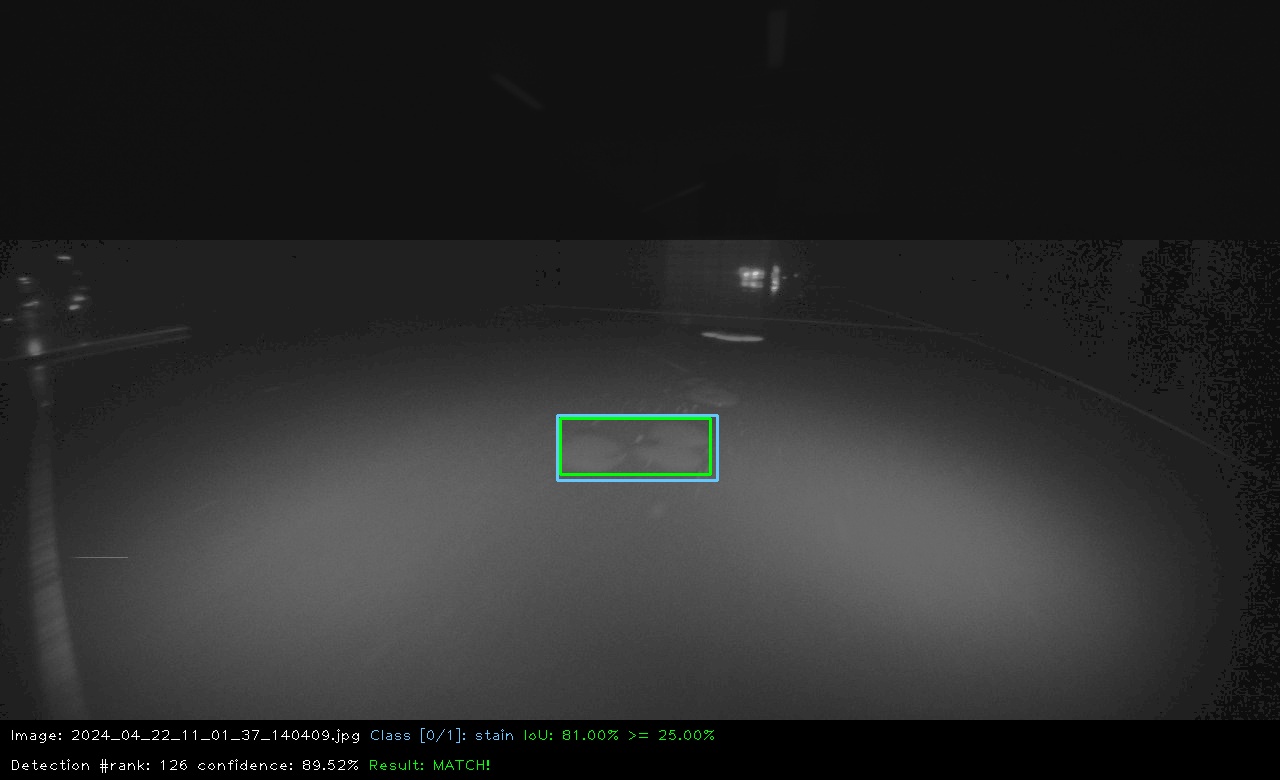 Image: 2024_04_22_11_01_37_140409.jpg Class [0/1]: stain IoU: 81.00% >= 25.00%
Detection #rank: 126 confidence: 89.52% Result: MATCH!